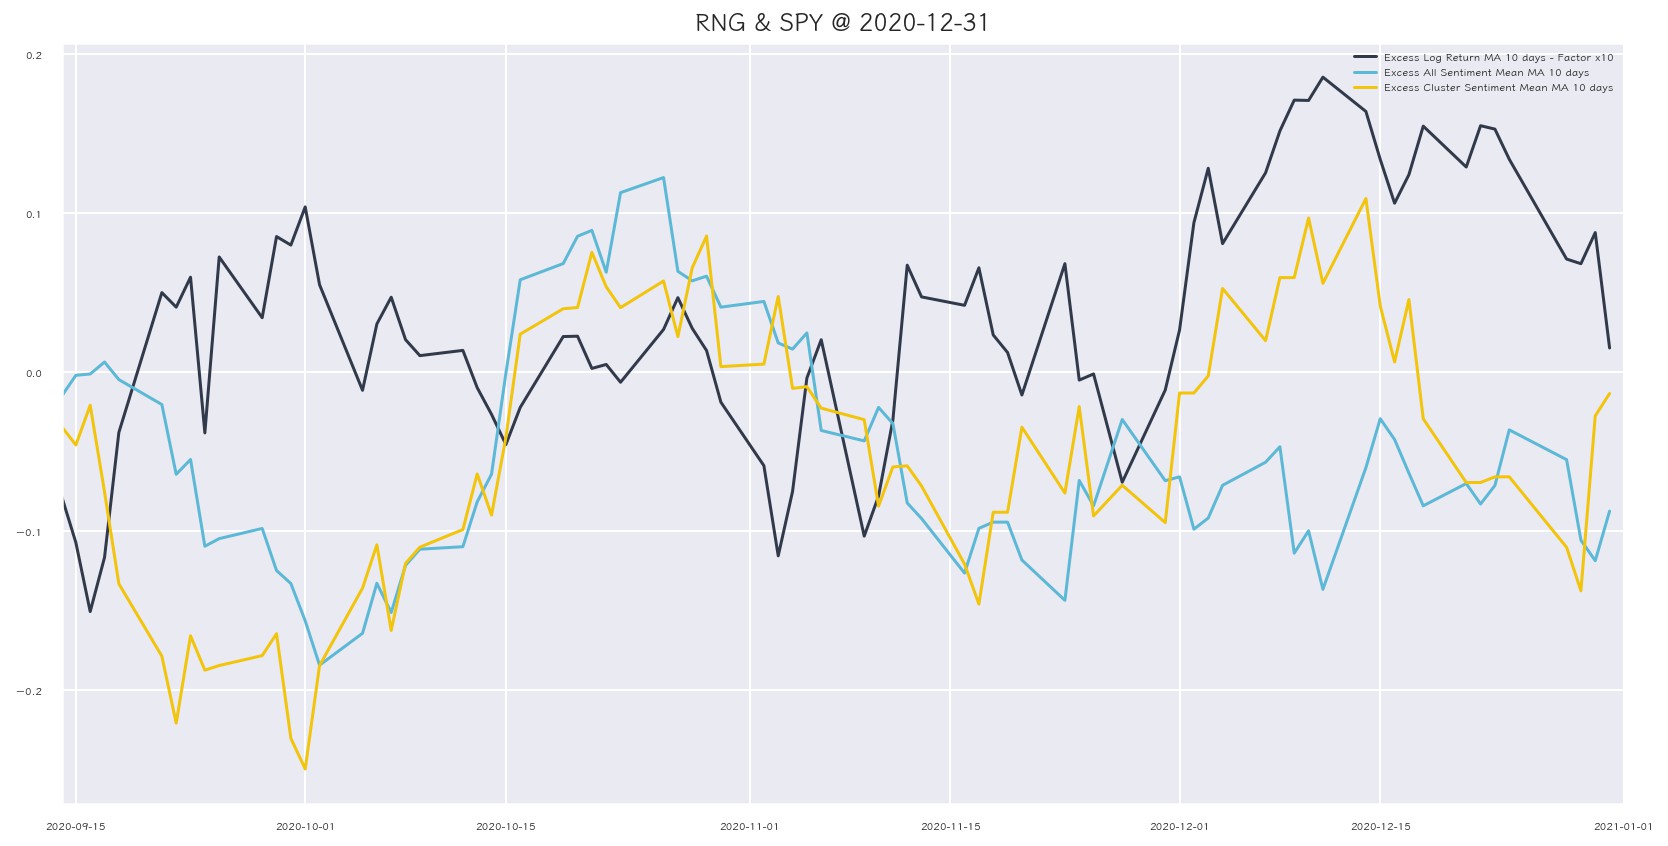 RNG & SPY @ 2020-12-31
Excess Log Return MA 10 days - Factor x10
Excess All Sentiment Mean MA 10 days
Excess Cluster Sentiment Mean MA 10 days
0.2
0.1
0.0
−0.1
−0.2
2020-09-15 2020-10-01 2020-10-15 2020-11-01 2020-11-15 2020-12-01 2020-12-15 2021-01-01